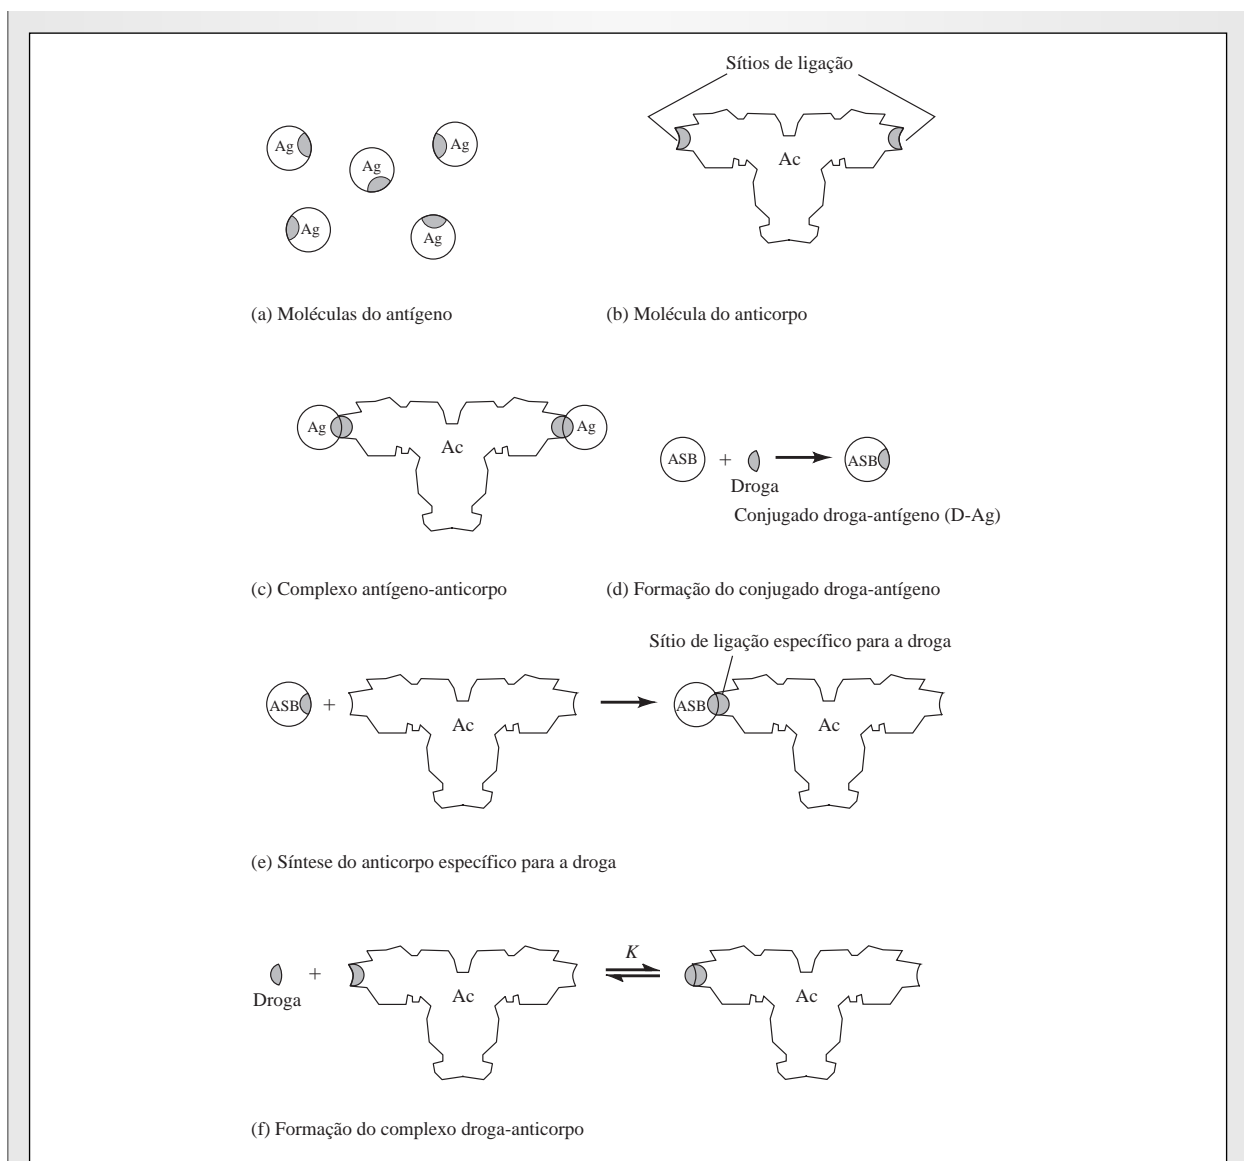 Sítios de ligação
Ag
Ag
Ag
Ac
Ag
Ag
(a) Moléculas do antígeno
(b) Molécula do anticorpo
Ag
Ac
Ag
ASB
+
Droga
ASB
Conjugado droga-antígeno (D-Ag)
(c) Complexo antígeno-anticorpo
(d) Formação do conjugado droga-antígeno
Sítio de ligação específico para a droga
ASB
+
Ac
ASB
Ac
(e) Síntese do anticorpo específico para a droga
K
Droga
+
Ac
Ac
(f) Formação do complexo droga-anticorpo